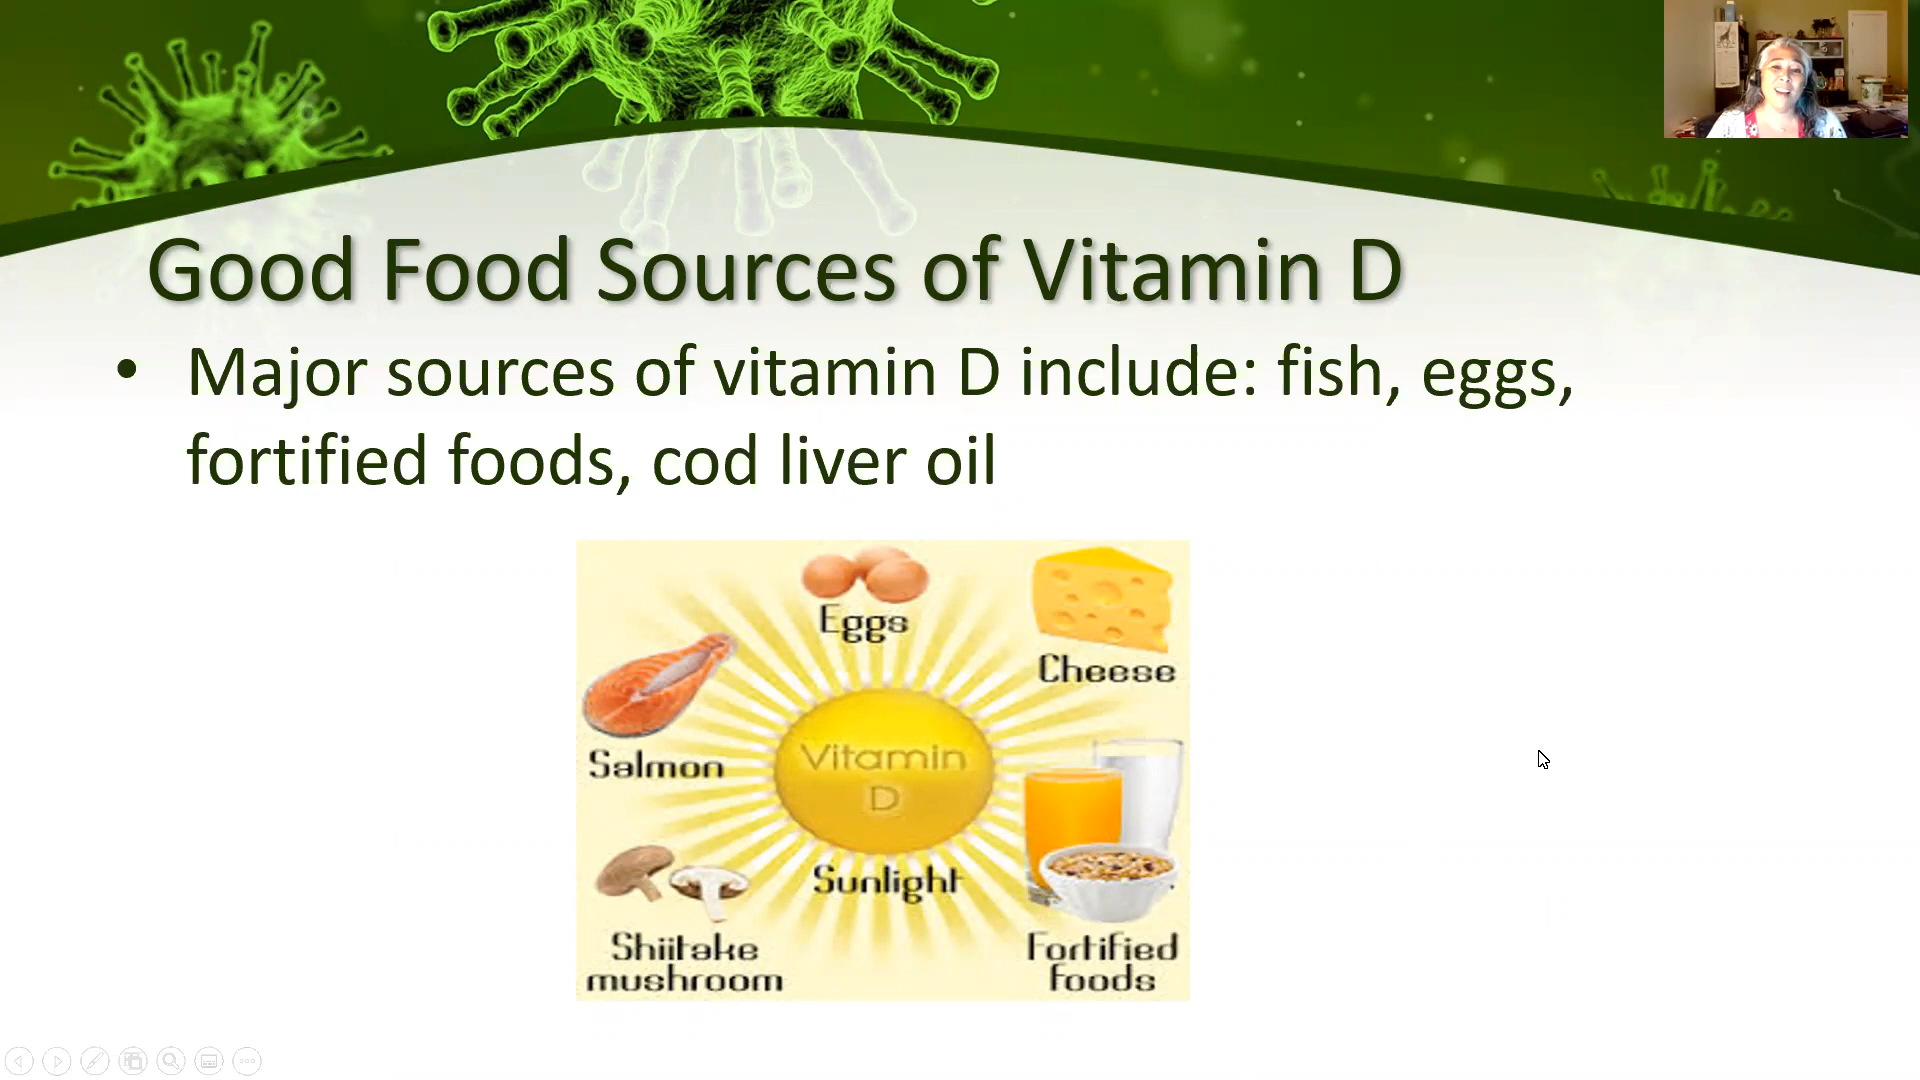 Good Food Sources of Vitamin D
• Major sources of vitamin D include: fish, eggs,
fortified foods, cod liver oil
Eggs
Cheese
Salmon
Vitamin
D
Sunlight
Shiitake
mushroom
Fortified
foods